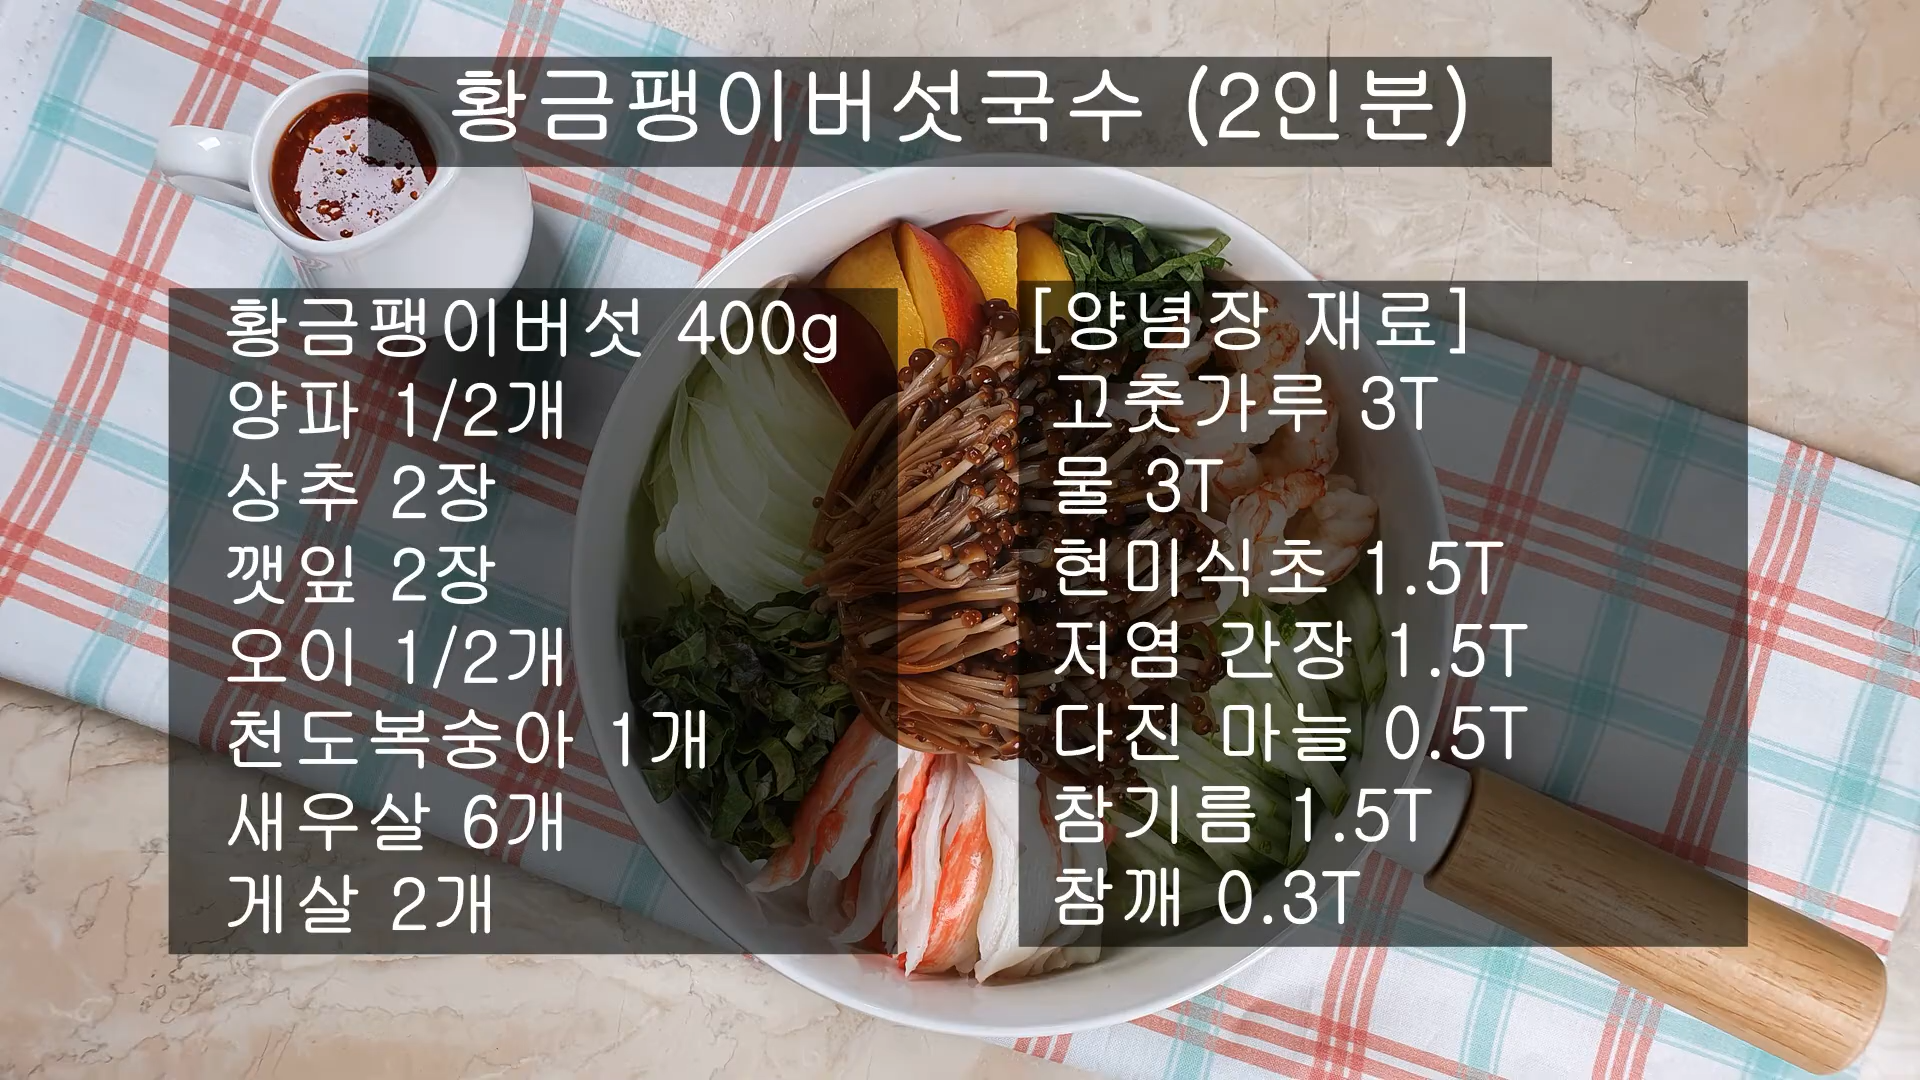 황금팽이버섯국수 (2인분)
황금팽이버섯 400g
양파 1/2개
상추 2장
깻잎 2장
오이 1/2개
천도복숭아 1개
새우살 6개
게살 2개
[양념장 재료]
고춧가루 3T
물 3T
현미식초 1.5T
저염 간장 1.5T
다진 마늘 0.5T
참기름 1.5T
참깨 0.3T